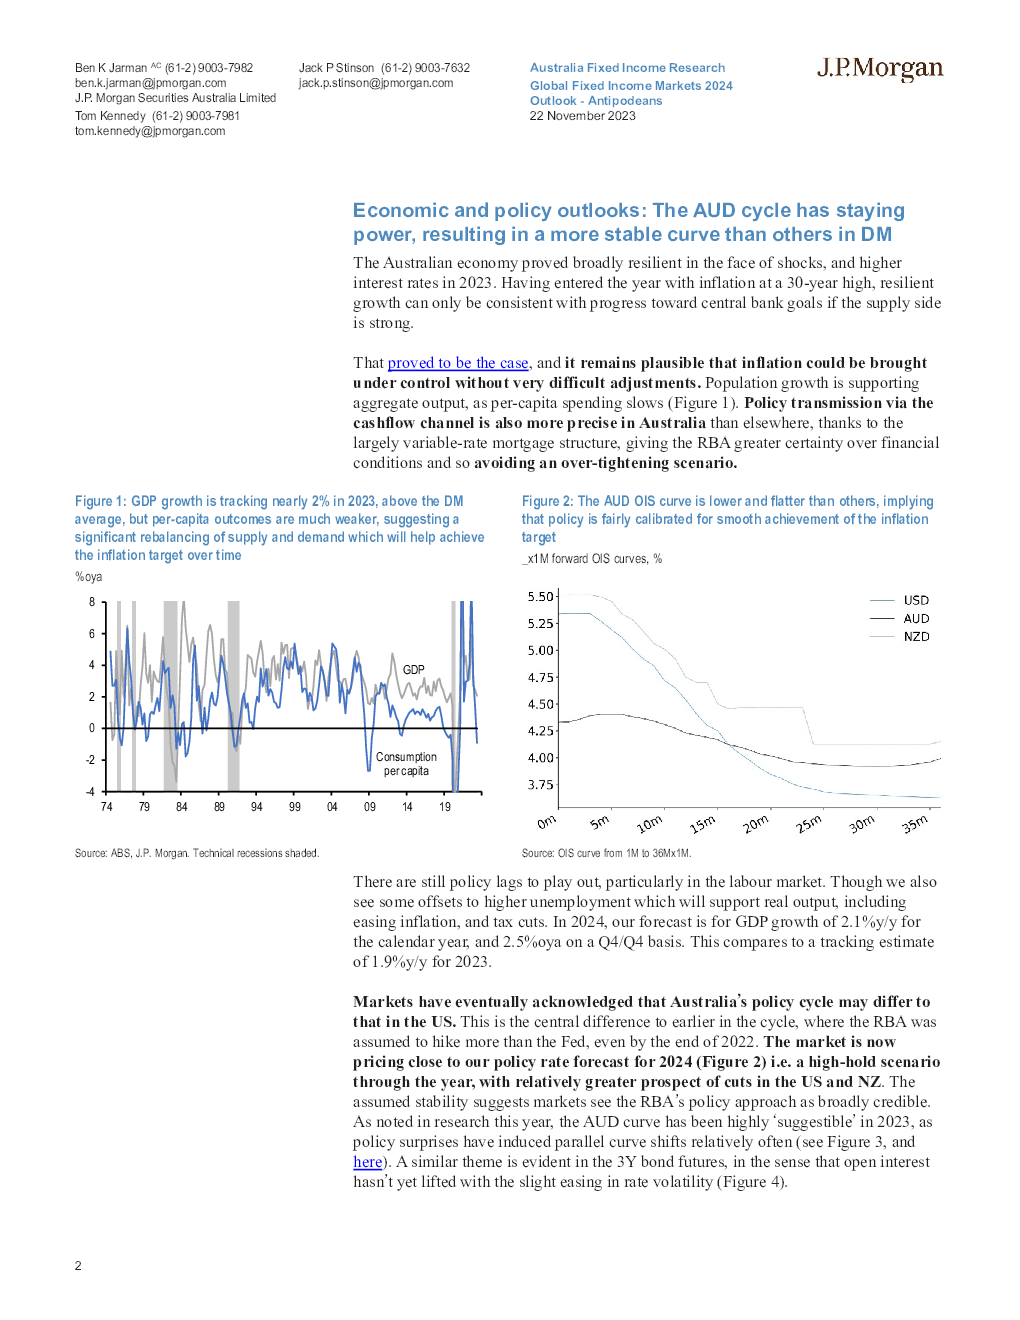 Ben K Jarman AC (61-2) 9003-7982
ben.k.jarman@jpmorgan.com
J.P. Morgan Securities Australia Limited
Tom Kennedy (61-2) 9003-7981
tom.kennedy@jpmorgan.com
Jack P Stinson (61-2) 9003-7632
jack.p.stinson@jpmorgan.com
Australia Fixed Income Research
Global Fixed Income Markets 2024
Outlook - Antipodeans
22 November 2023
J.P.Morgan
Economic and policy outlooks: The AUD cycle has staying
power, resulting in a more stable curve than others in DM
The Australian economy proved broadly resilient in the face of shocks, and higher
interest rates in 2023. Having entered the year with inflation at a 30-year high, resilient
growth can only be consistent with progress toward central bank goals if the supply side
is strong.
That proved to be the case, and it remains plausible that inflation could be brought
under control without very difficult adjustments. Population growth is supporting
aggregate output, as per-capita spending slows (Figure 1). Policy transmission via the
cashflow channel is also more precise in Australia than elsewhere, thanks to the
largely variable-rate mortgage structure, giving the RBA greater certainty over financial
conditions and so avoiding an over-tightening scenario.
Figure 1: GDP growth is tracking nearly 2% in 2023, above the DM
average, but per-capita outcomes are much weaker, suggesting a
significant rebalancing of supply and demand which will help achieve
the inflation target over time
%oya
8
6
4
2
0
-2
-4
GDP
Consumption
per capita
74 79 84 89 94 99 04 09 14 19
Source: ABS, J.P. Morgan. Technical recessions shaded.
Figure 2: The AUD OIS curve is lower and flatter than others, implying
that policy is fairly calibrated for smooth achievement of the inflation
target
_x1M forward OIS curves, %
5.50
5.25
5.00
4.75
4.50
4.25
4.00
3.75
USD
AUD
NZD
0m 5m 10m 15m 20m 25m 30m 35m
Source: OIS curve from 1M to 36Mx1M.
There are still policy lags to play out, particularly in the labour market. Though we also
see some offsets to higher unemployment which will support real output, including
easing inflation, and tax cuts. In 2024, our forecast is for GDP growth of 2.1%y/y for
the calendar year, and 2.5%oya on a Q4/Q4 basis. This compares to a tracking estimate
of 1.9%y/y for 2023.
Markets have eventually acknowledged that Australia's policy cycle may differ to
that in the US. This is the central difference to earlier in the cycle, where the RBA was
assumed to hike more than the Fed, even by the end of 2022. The market is now
pricing close to our policy rate forecast for 2024 (Figure 2) i.e. a high-hold scenario
through the year, with relatively greater prospect of cuts in the US and NZ. The
assumed stability suggests markets see the RBA's policy approach as broadly credible.
As noted in research this year, the AUD curve has been highly 'suggestible' in 2023, as
policy surprises have induced parallel curve shifts relatively often (see Figure 3, and
here). A similar theme is evident in the 3Y bond futures, in the sense that open interest
hasn't yet lifted with the slight easing in rate volatility (Figure 4).
2